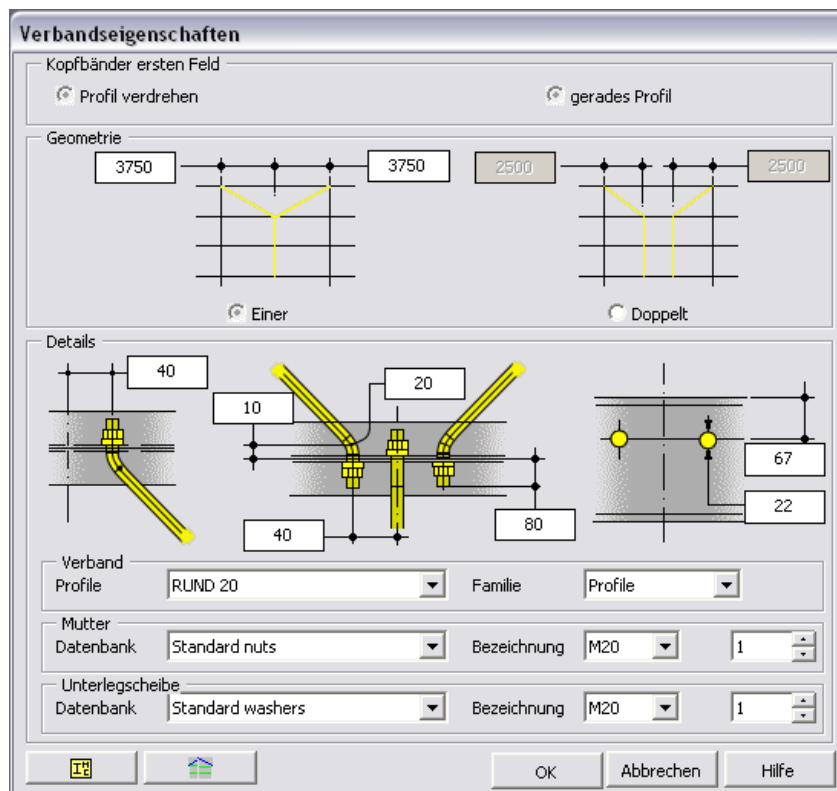 Verbandseigenschaften
Kopfbänder ersten Feld
Profil verdrehen
gerades Profil
Geometrie
3750
3750
2500
2500
Einer
Doppelt
Details
40
20
10
67
22
40
80
Verband
Profile
RUND 20
Familie
Profile
Mutter
Datenbank
Standard nuts
Bezeichnung
M20
1
Unterlegscheibe
Datenbank
Standard washers
Bezeichnung
M20
1
OK
Abbrechen
Hilfe